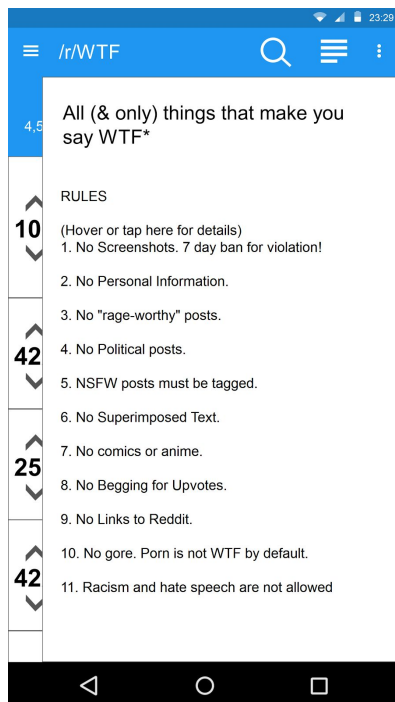 23:29
/r/WTF
4,5
All (& only) things that make you
say WTF*
RULES
(Hover or tap here for details)
1. No Screenshots. 7 day ban for violation!
2. No Personal Information.
3. No "rage-worthy" posts.
4. No Political posts.
5. NSFW posts must be tagged.
6. No Superimposed Text.
7. No comics or anime.
8. No Begging for Upvotes.
9. No Links to Reddit.
10. No gore. Porn is not WTF by default.
11. Racism and hate speech are not allowed
10
42
25
42